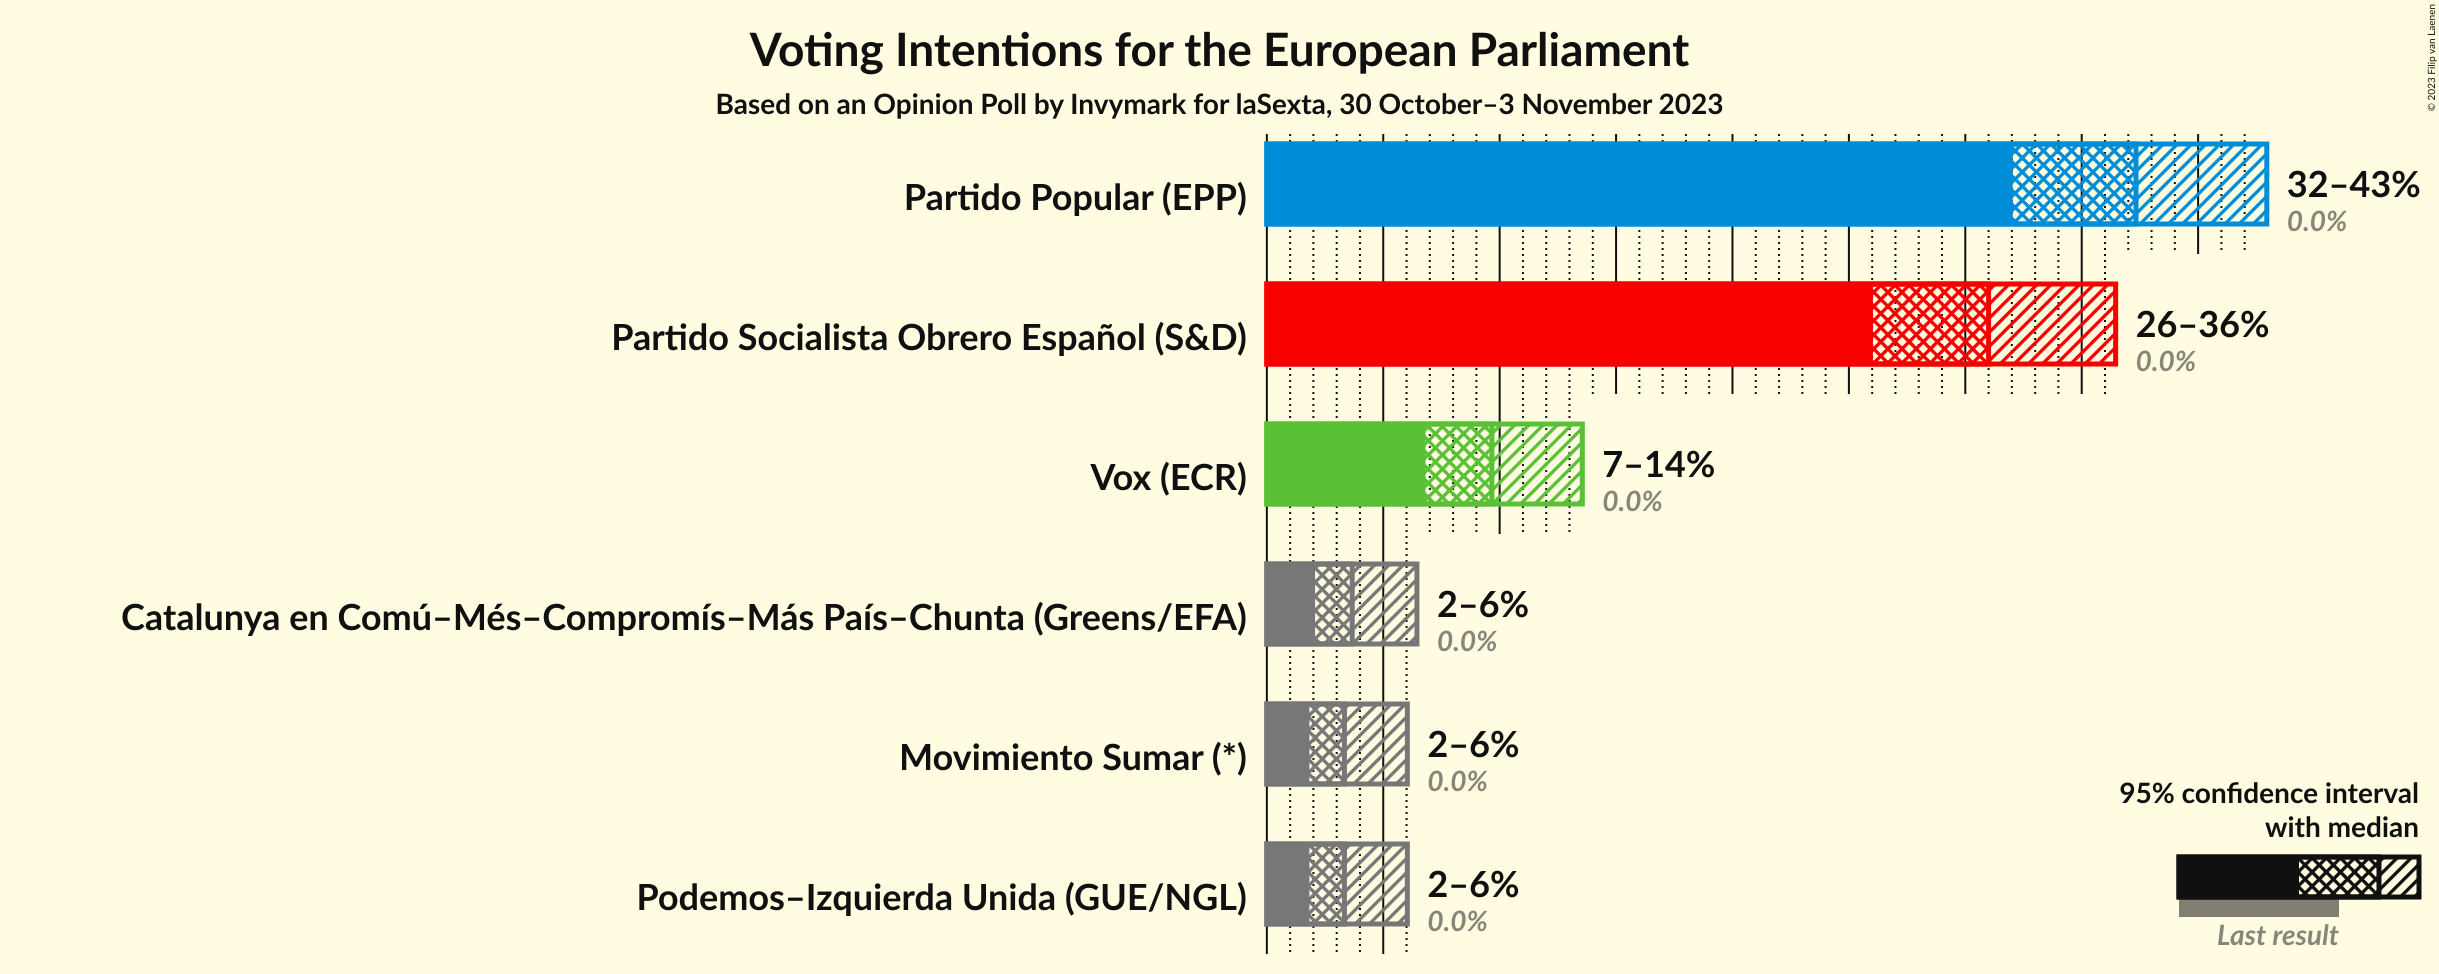 Voting Intentions for the European Parliament
Based on an Opinion Poll by Invymark for laSexta, 30 October–3 November 2023
© 2023 Filip van Laenen
Partido Popular (EPP)
32–43%
0.0%
Partido Socialista Obrero Español (S&D)
26–36%
0.0%
Vox (ECR)
7–14%
0.0%
Catalunya en Comú–Més–Compromís–Más País–Chunta (Greens/EFA)
2–6%
0.0%
Movimiento Sumar (*)
2–6%
0.0%
Podemos–Izquierda Unida (GUE/NGL)
2–6%
0.0%
95% confidence interval
with median
Last result